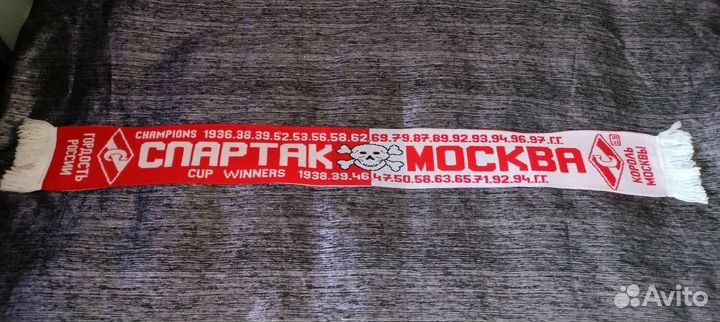 ГОРДОСТЬ
РОССИИ
CHAMPIONS 1936.38.39.52.53.56.58.62.69.79.87.89.92.93.94.96.97.ГГ.
СПАРТАК МОСКВА
CUP WINNERS 1938.39.46.47.50.58.63.65.71.92.94.ГГ.
С
С
КОРОЛЬ
МОСКВЫ
Avito